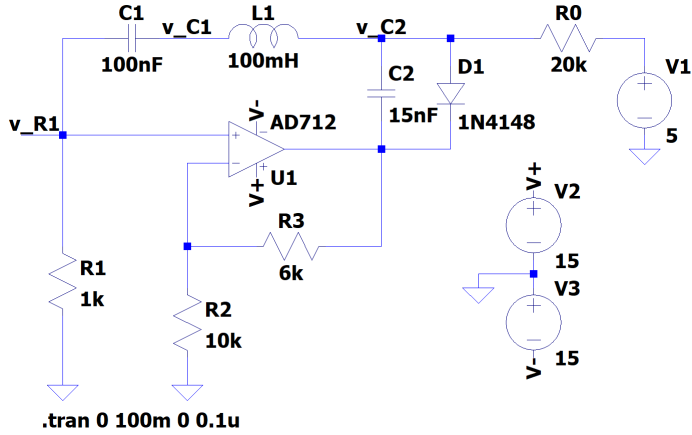 C1
v_C1
L1
v_C2
R0
100nF
100mH
20k
D1
V1
C2
15nF
1N4148
5
v_R1
V-
AD712
+
−
−
+
U1
V+
R3
6k
R1
1k
R2
10k
V+
V2
15
V3
15
V-
.tran 0 100m 0 0.1u